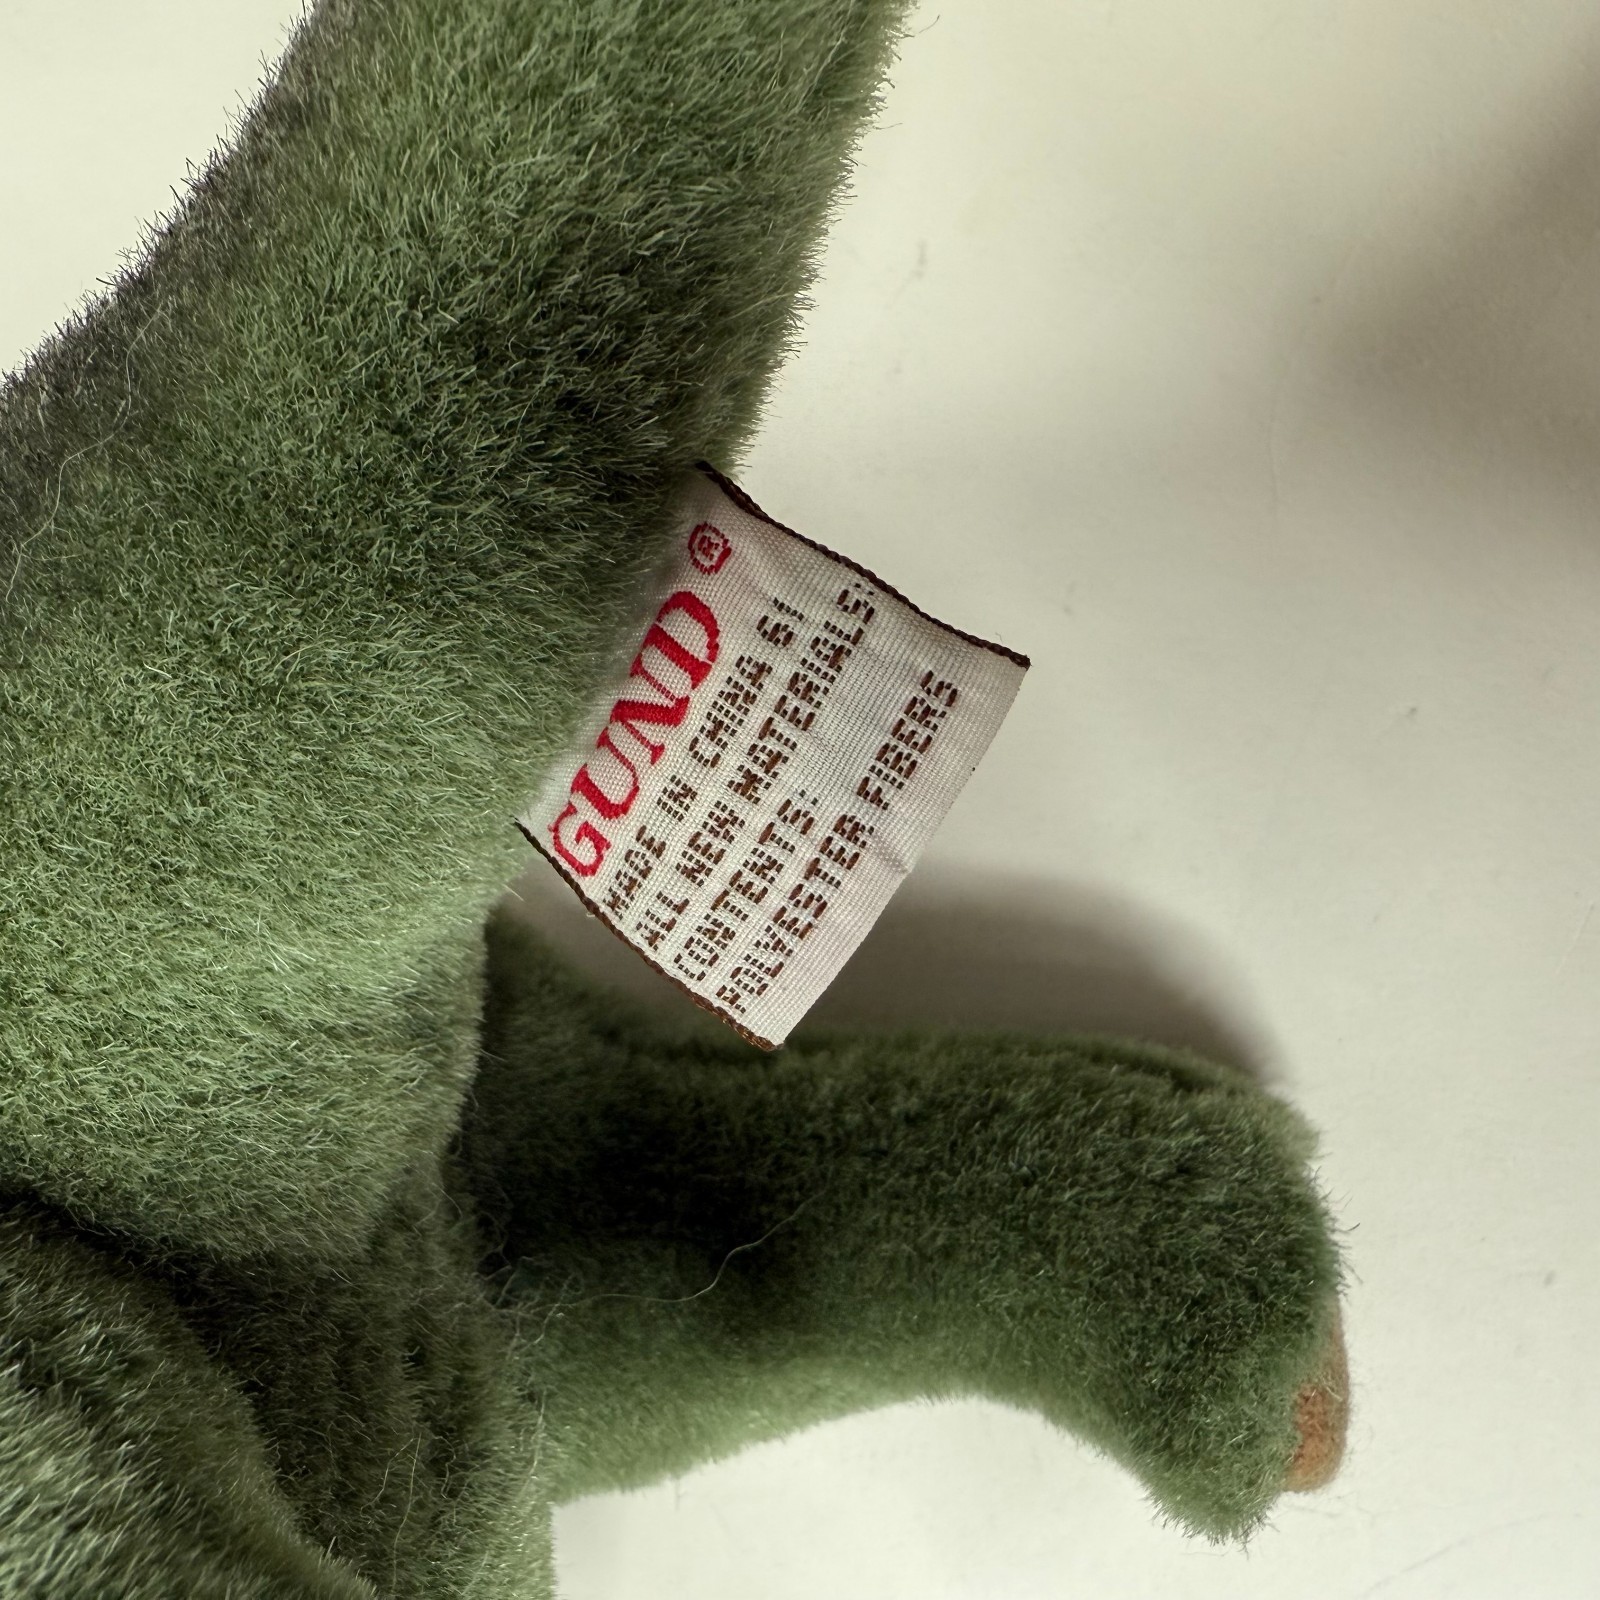 GUND®
MADE IN CHINA 61
ALL NEW MATERIALS:
CONTENTS:
POLYESTER FIBERS